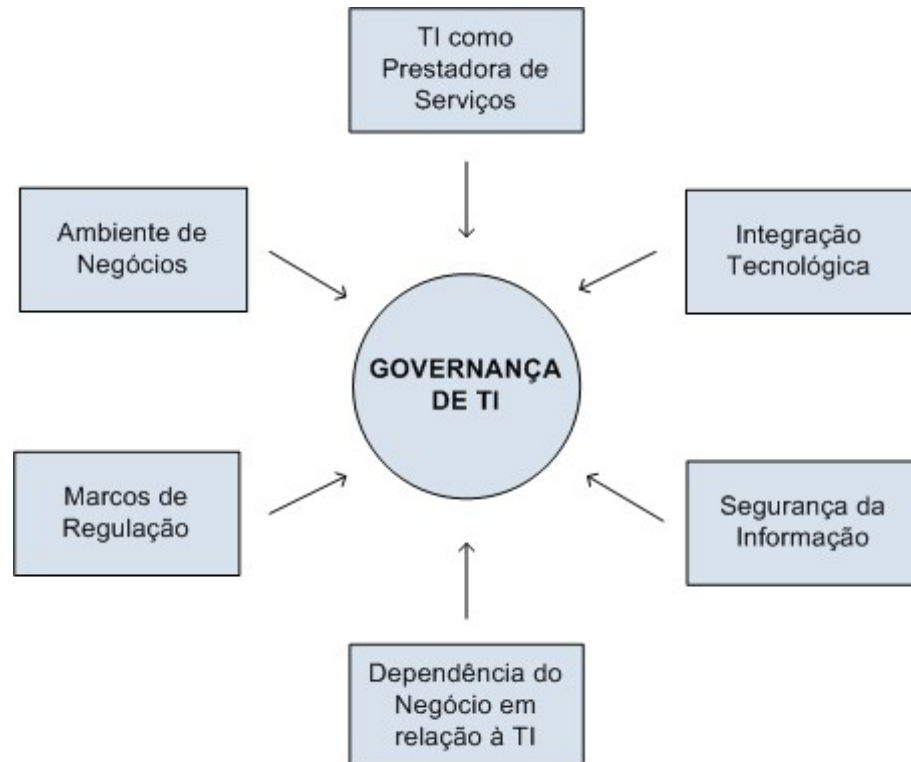 TI como
Prestadora de
Serviços
Ambiente de
Negócios
Integração
Tecnológica
GOVERNANÇA
DE TI
Marcos de
Regulação
Segurança da
Informação
Dependência do
Negócio em
relação à TI